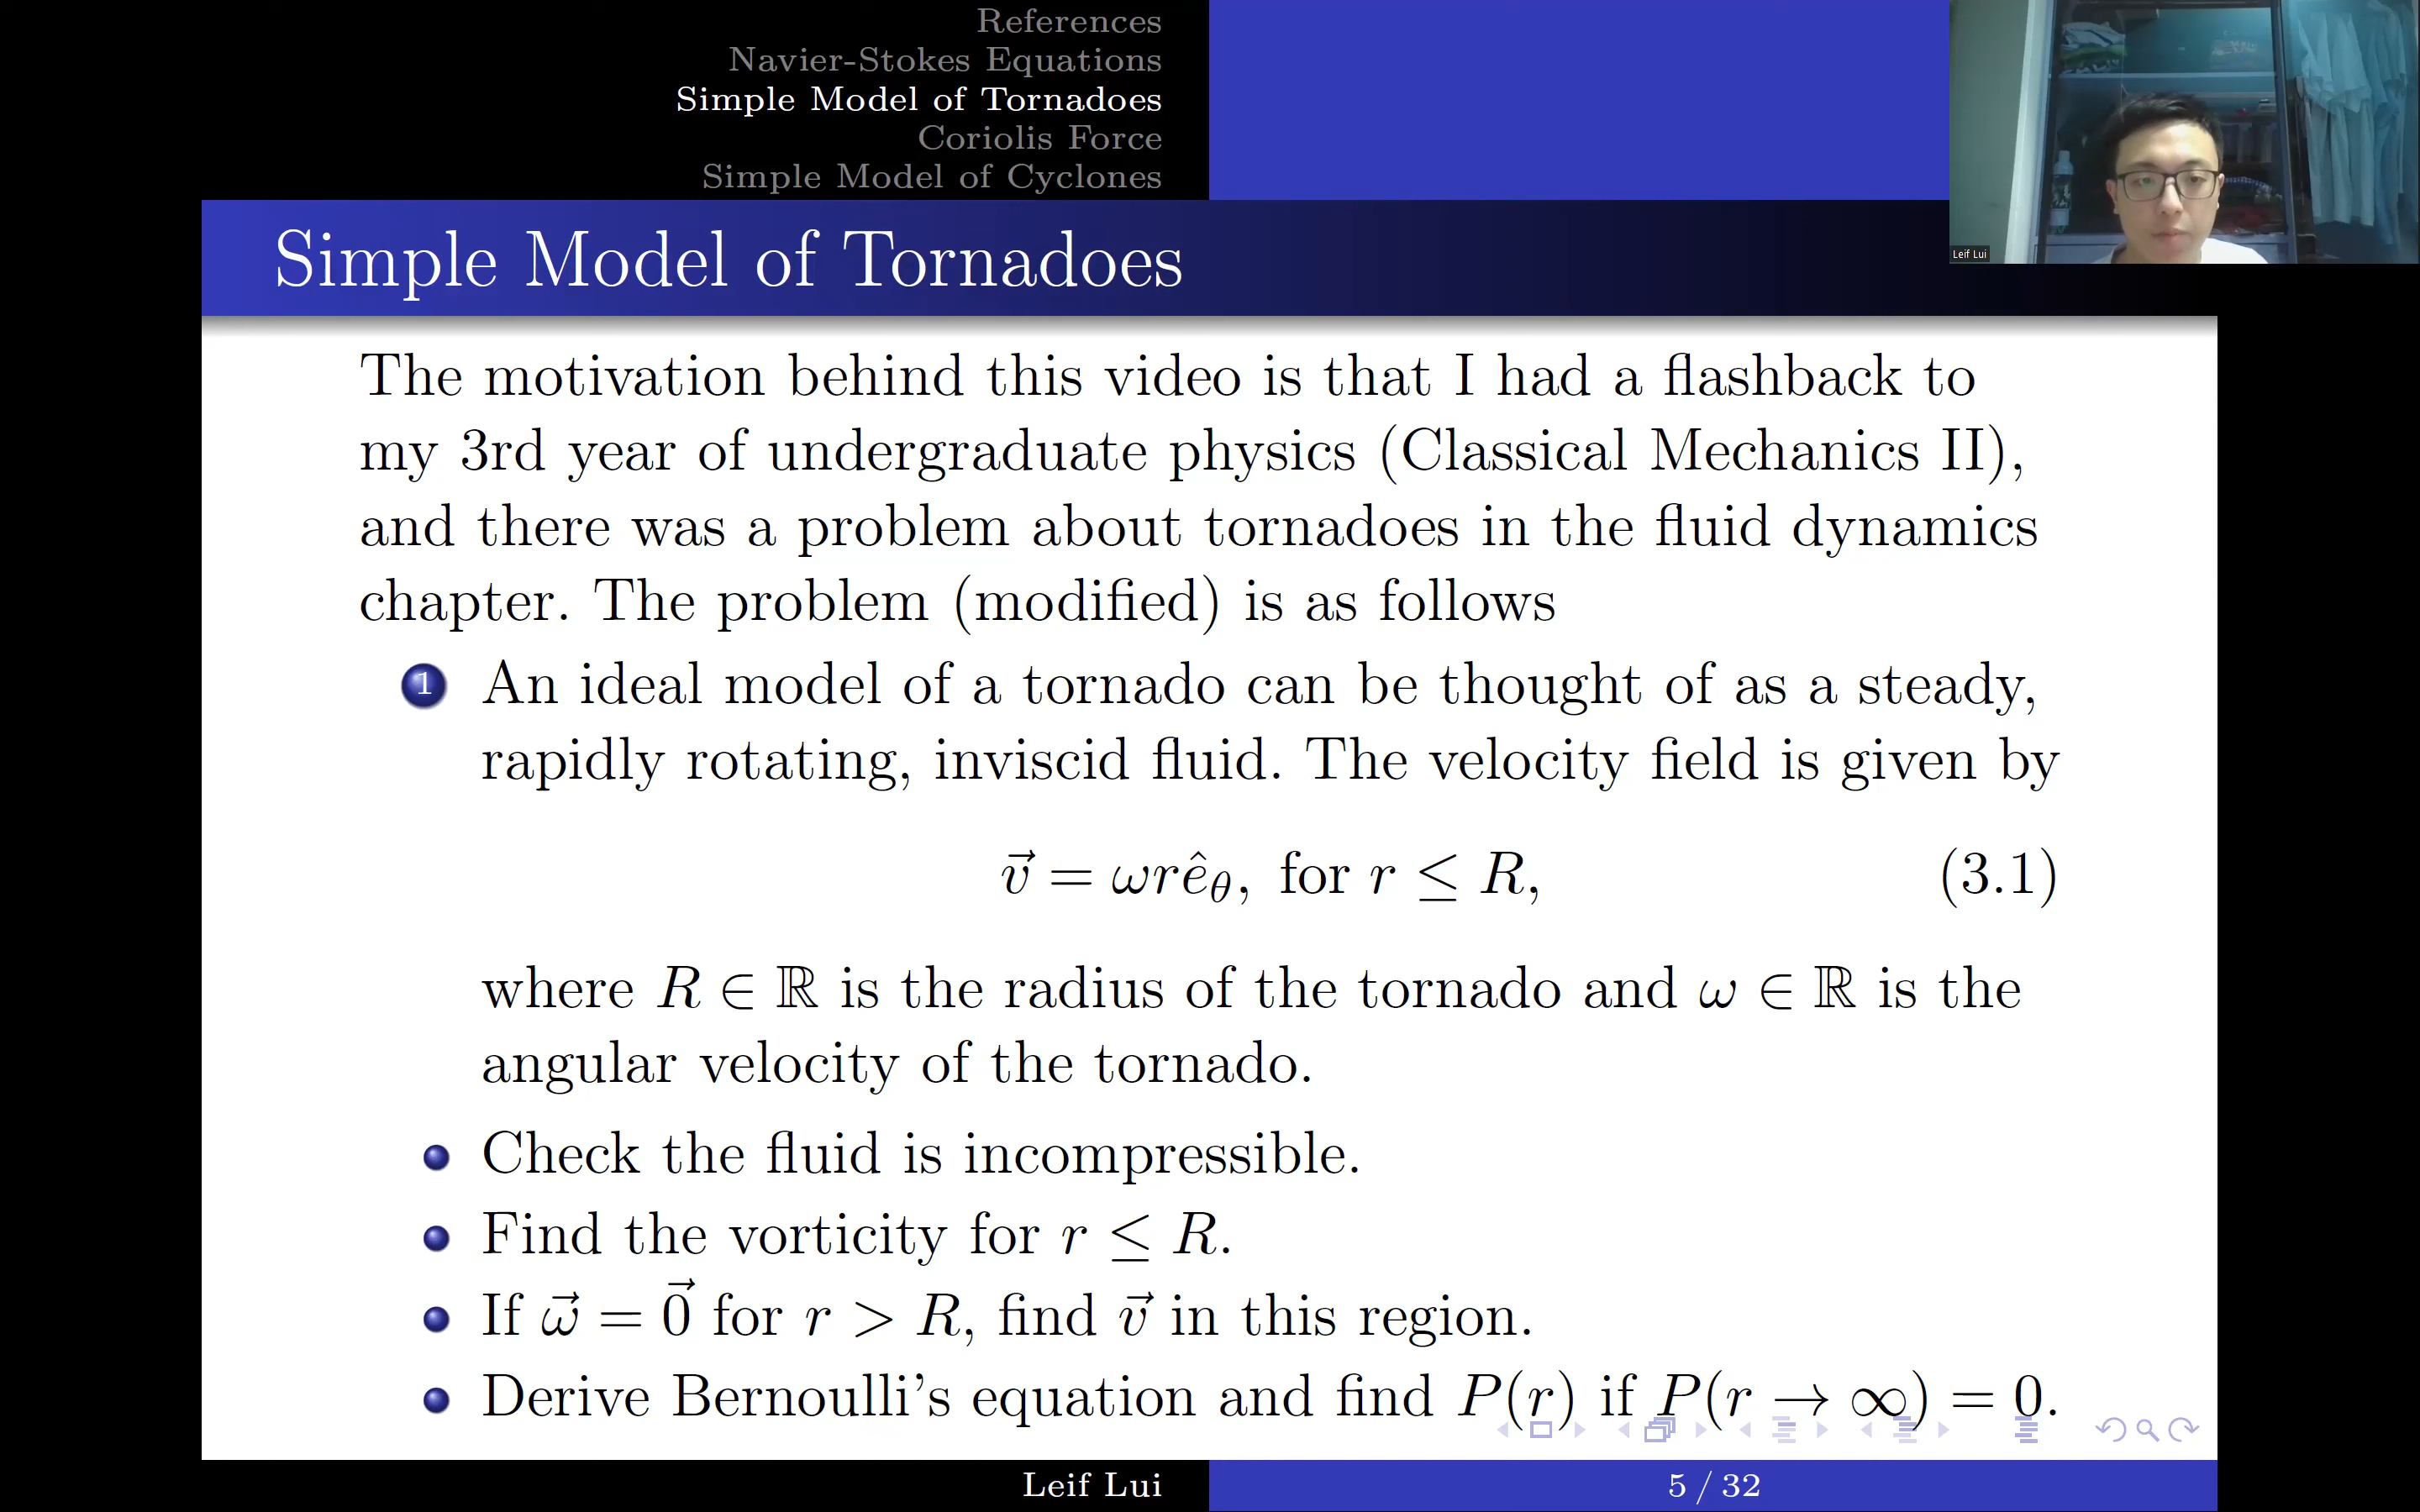 References
Navier-Stokes Equations
Simple Model of Tornadoes
Coriolis Force
Simple Model of Cyclones
Leif Lui
Simple Model of Tornadoes
The motivation behind this video is that I had a flashback to
my 3rd year of undergraduate physics (Classical Mechanics II),
and there was a problem about tornadoes in the fluid dynamics
chapter. The problem (modified) is as follows
1 An ideal model of a tornado can be thought of as a steady,
rapidly rotating, inviscid fluid. The velocity field is given by
v⃗ = ωrê_θ, for r ≤ R, (3.1)
where R ∈ ℝ is the radius of the tornado and ω ∈ ℝ is the
angular velocity of the tornado.
Check the fluid is incompressible.
Find the vorticity for r ≤ R.
If ω⃗ = 0⃗ for r > R, find v⃗ in this region.
Derive Bernoulli's equation and find P(r) if P(r → ∞) = 0.
Leif Lui
5 / 32